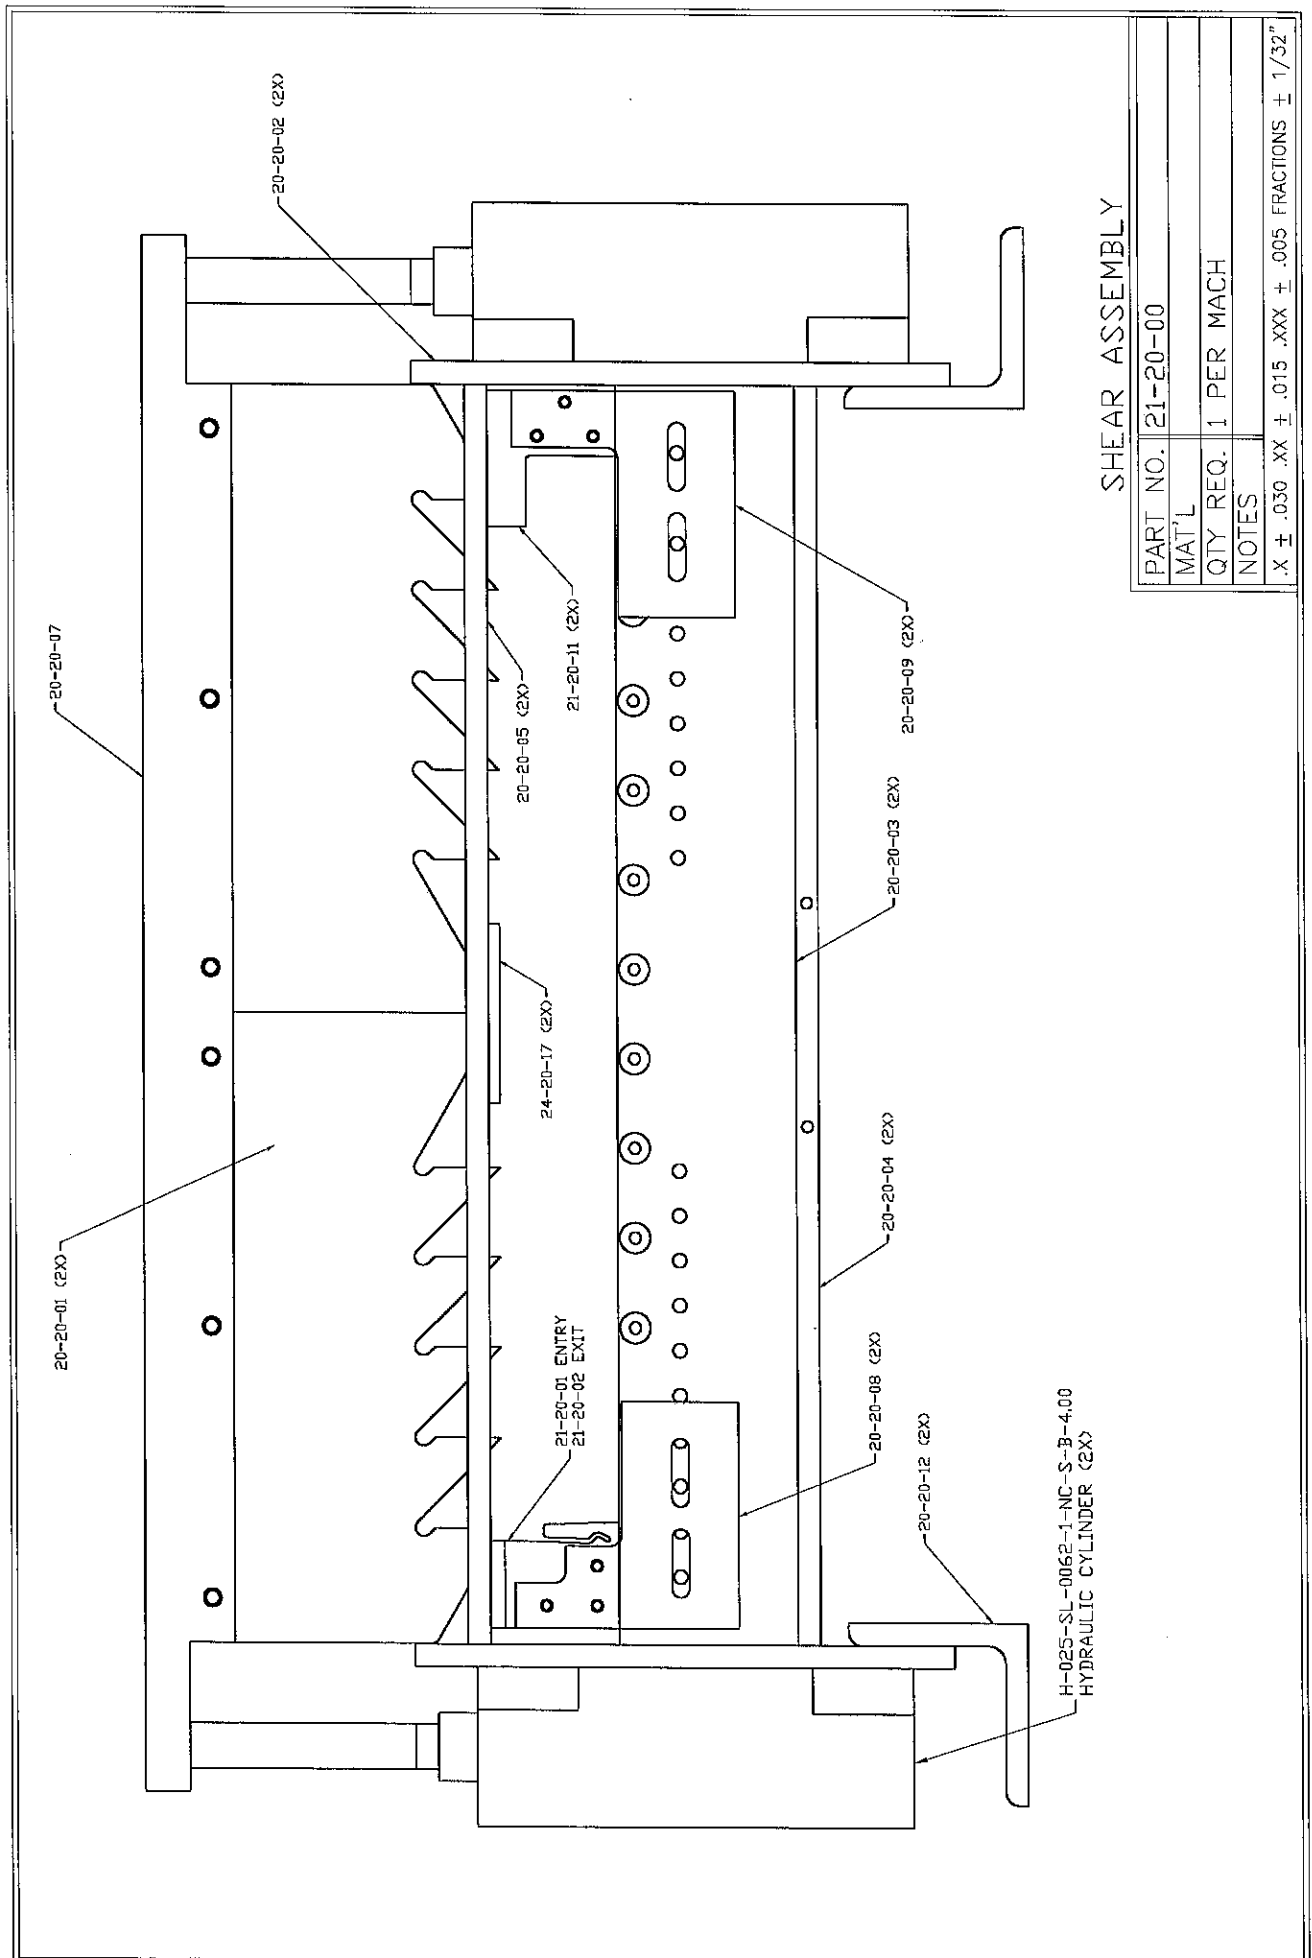 20-20-07
20-20-01 (2X)
20-20-02 (2X)
21-20-01 ENTRY
21-20-02 EXIT
24-20-17 (2X)
20-20-05 (2X)
21-20-11 (2X)
20-20-08 (2X)
20-20-12 (2X)
H-025-SL-0062-1-NC-S-B-4.00
HYDRAULIC CYLINDER (2X)
20-20-04 (2X)
20-20-03 (2X)
20-20-09 (2X)
SHEAR ASSEMBLY
PART NO. 21-20-00
MAT'L
QTY REQ. 1 PER MACH
NOTES
.X ± .030 .XX ± .015 .XXX ± .005 FRACTIONS ± 1/32"